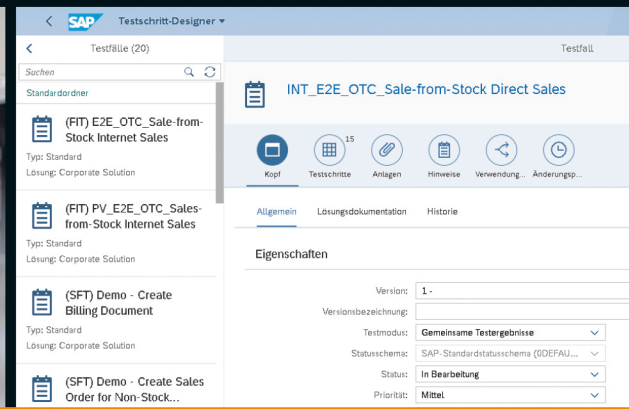 SAP Testschritt-Designer
Testfälle (20)
Testfall
Suchen
Standardordner
(FIT) E2E_OTC_Sale-from-
Stock Internet Sales
Typ: Standard
Lösung: Corporate Solution
(FIT) PV_E2E_OTC_Sales-
from-Stock Internet Sales
Typ: Standard
Lösung: Corporate Solution
(SFT) Demo - Create
Billing Document
Typ: Standard
Lösung: Corporate Solution
(SFT) Demo - Create Sales
Order for Non-Stock...
INT_E2E_OTC_Sale-from-Stock Direct Sales
15
Kopf Testschritte Anlagen Hinweise Verwendung... Änderungsp...
Allgemein Lösungsdokumentation Historie
Eigenschaften
Version: 1 -
Versionsbezeichnung:
Testmodus: Gemeinsame Testergebnisse
Statusschema: SAP-Standardstatusschema (0DEFAU...
Status: In Bearbeitung
Priorität: Mittel